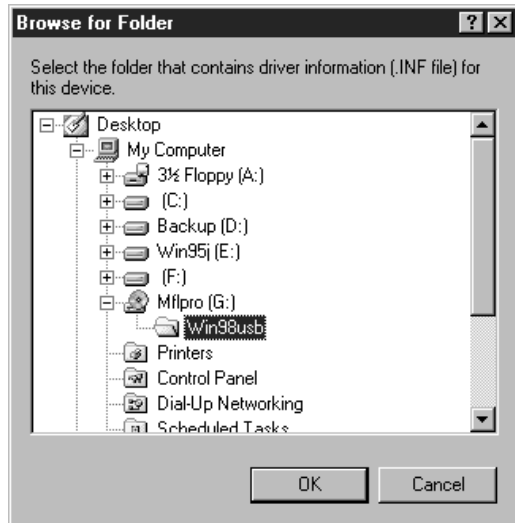 Browse for Folder
Select the folder that contains driver information (.INF file) for
this device.
Desktop
My Computer
3½ Floppy (A:)
(C:)
Backup (D:)
Win95j (E:)
(F:)
Mflpro (G:)
Win98usb
Printers
Control Panel
Dial-Up Networking
Scheduled Tasks
OK Cancel